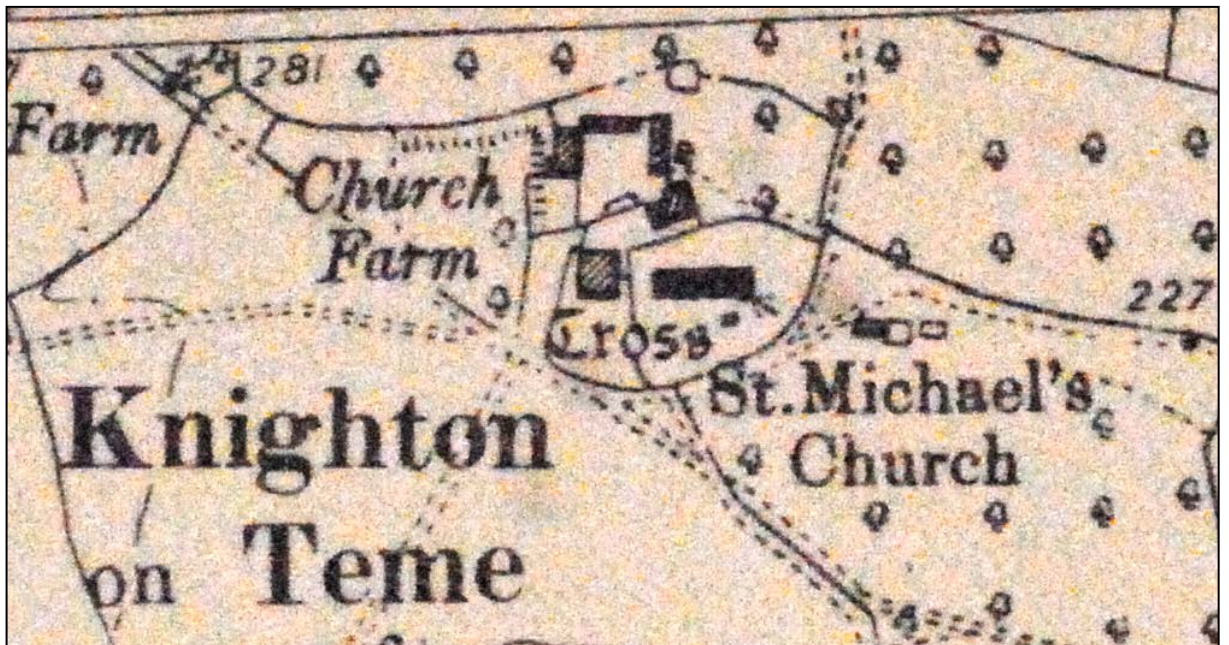 281
Farm
Church
Farm
227
Cross
St. Michael's
Church
Knighton
on Teme